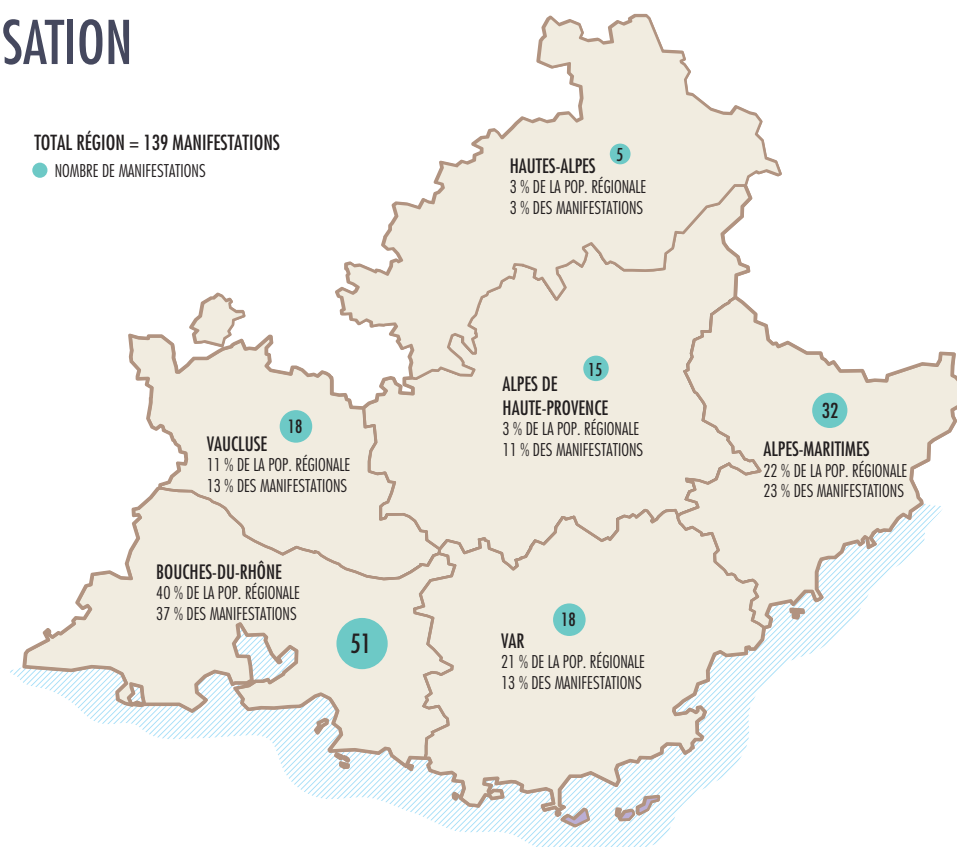 SATION
TOTAL RÉGION = 139 MANIFESTATIONS
NOMBRE DE MANIFESTATIONS
5
HAUTES-ALPES
3 % DE LA POP. RÉGIONALE
3 % DES MANIFESTATIONS
15
ALPES DE
HAUTE-PROVENCE
3 % DE LA POP. RÉGIONALE
11 % DES MANIFESTATIONS
32
ALPES-MARITIMES
22 % DE LA POP. RÉGIONALE
23 % DES MANIFESTATIONS
18
VAUCLUSE
11 % DE LA POP. RÉGIONALE
13 % DES MANIFESTATIONS
BOUCHES-DU-RHÔNE
40 % DE LA POP. RÉGIONALE
37 % DES MANIFESTATIONS
51
18
VAR
21 % DE LA POP. RÉGIONALE
13 % DES MANIFESTATIONS